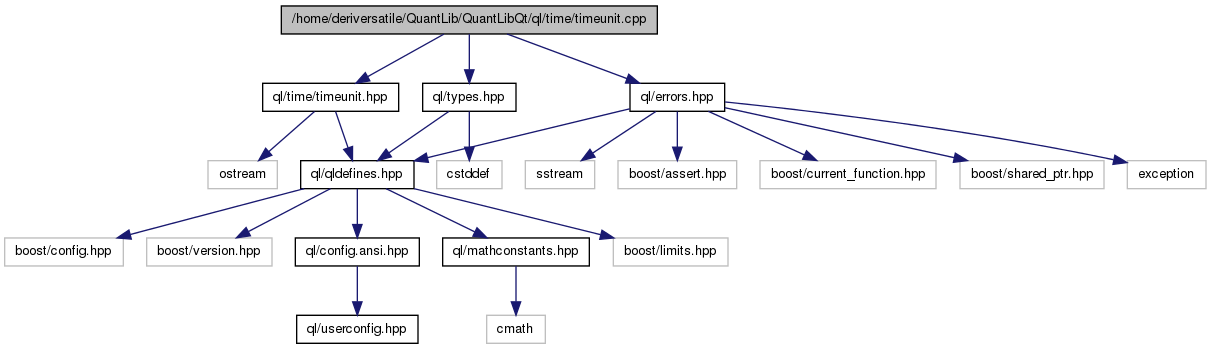 /home/deriversatile/QuantLib/QuantLibQt/ql/time/timeunit.cpp
ql/time/timeunit.hpp
ql/types.hpp
ql/errors.hpp
ostream
ql/qldefines.hpp
cstddef
sstream
boost/assert.hpp
boost/current_function.hpp
boost/shared_ptr.hpp
exception
boost/config.hpp
boost/version.hpp
ql/config.ansi.hpp
ql/mathconstants.hpp
boost/limits.hpp
ql/userconfig.hpp
cmath